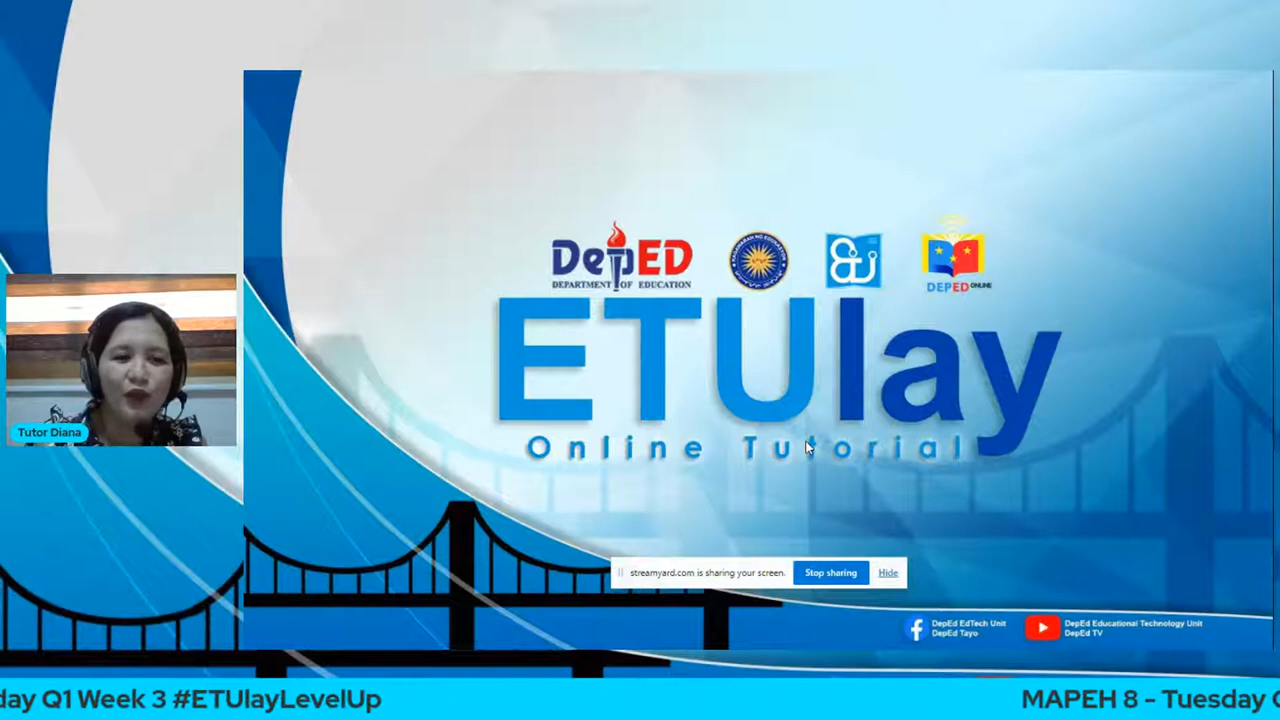 DepED
DEPARTMENT OF EDUCATION
DEPED ONLINE
ETUlay
Online Tutorial
Tutor Diana
streamyard.com is sharing your screen.
Stop sharing
Hide
DepEd EdTech Unit
DepEd Tayo
DepEd Educational Technology Unit
DepEd TV
day Q1 Week 3 #ETUlayLevelUp
MAPEH 8 - Tuesday